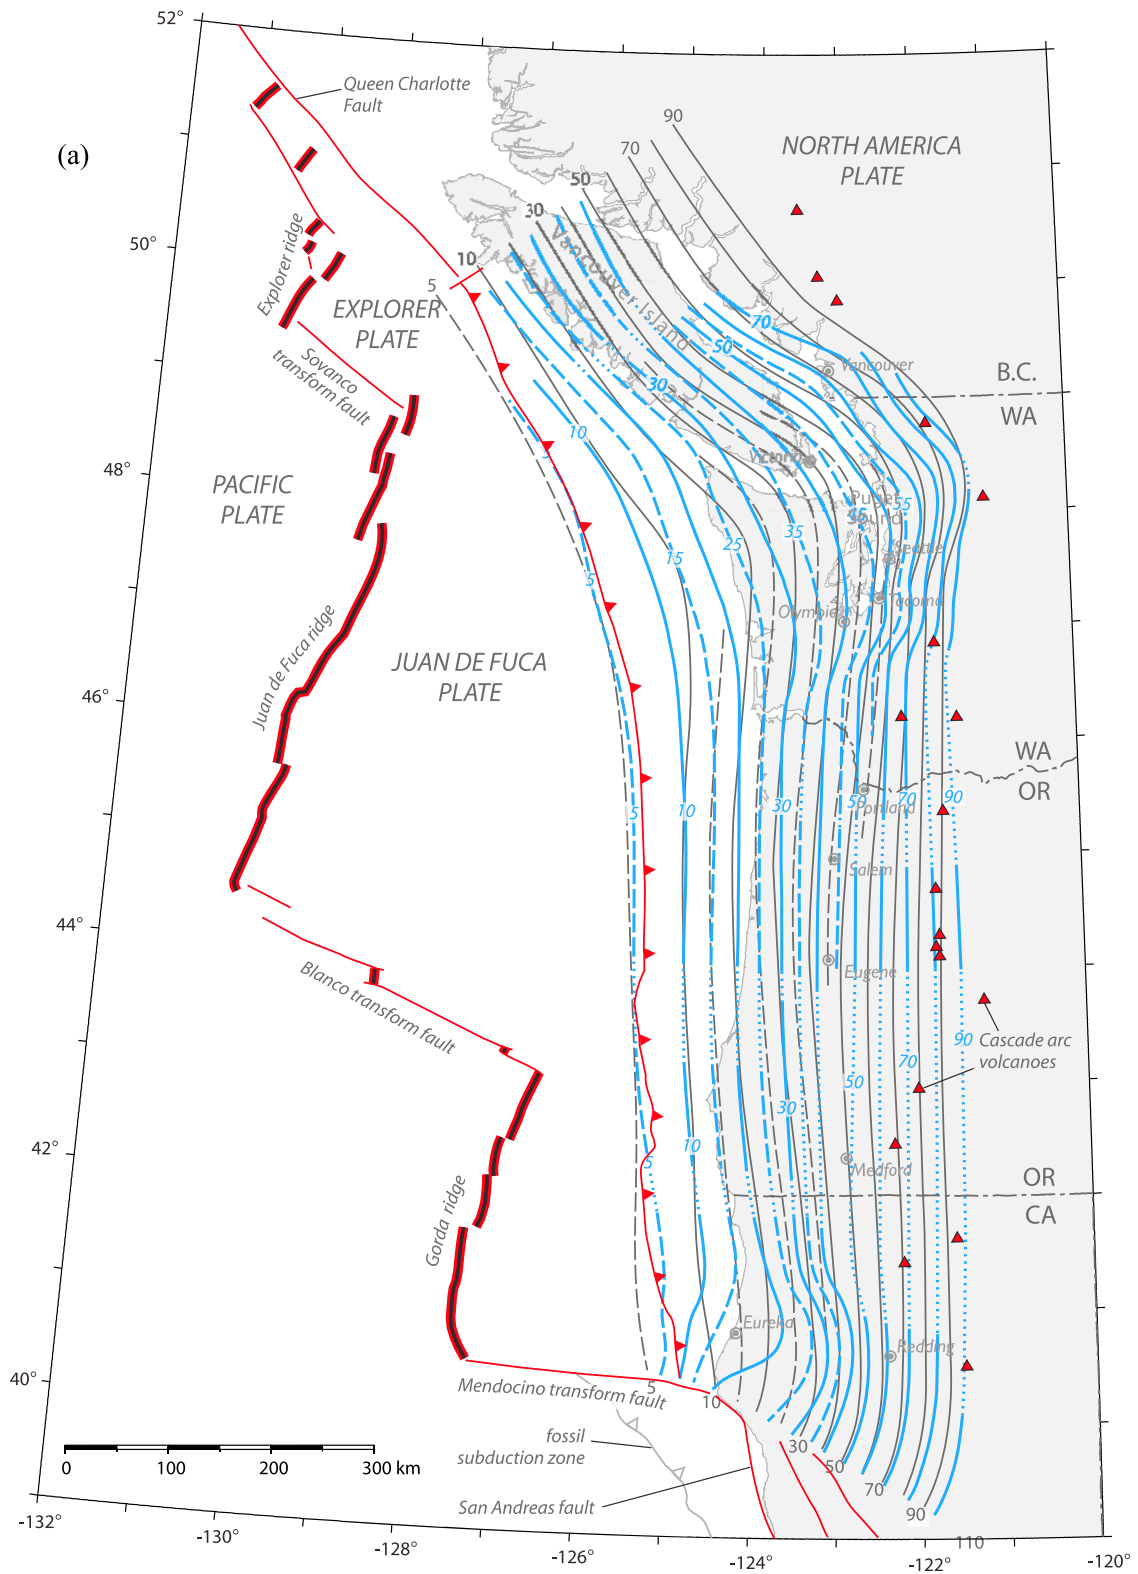 52°
Queen Charlotte
Fault
(a)
90
NORTH AMERICA
PLATE
70
50
30
50°
10
5
Explorer ridge
EXPLORER
PLATE
Vancouver Island
70
50
Vancouver
B.C.
WA
Sovanco
transform fault
30
10
5
48°
PACIFIC
PLATE
Victoria
Puget
Sound
55
45
35
25
15
5
Seattle
Tacoma
Olympia
Juan de Fuca ridge
JUAN DE FUCA
PLATE
46°
WA
OR
5
10
30
50
70
90
Portland
Salem
44°
Eugene
Blanco transform fault
90
Cascade arc
volcanoes
70
50
30
10
5
42°
Medford
OR
CA
Gorda ridge
Eureka
Redding
40°
Mendocino transform fault
5
10
fossil
subduction zone
30
50
70
90
110
San Andreas fault
0
100
200
300 km
-132°
-130°
-128°
-126°
-124°
-122°
-120°